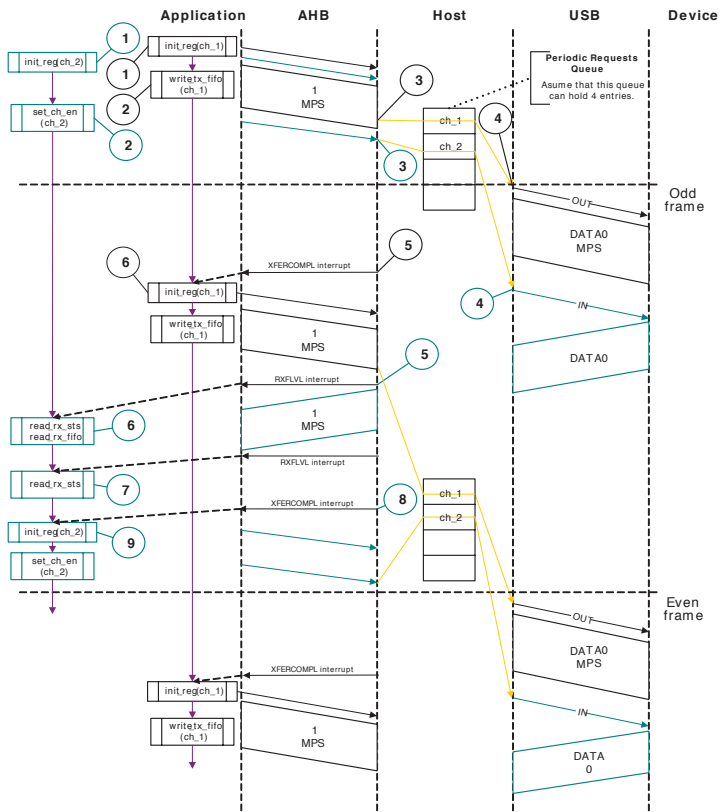 Application AHB Host USB Device
1
init_reg(ch_2)
1
init_reg(ch_1)
2
write_tx_fifo
(ch_1)
set_ch_en
(ch_2)
2
1
MPS
3
3
Periodic Requests
Queue
Asume that this queue
can hold 4 entries.
ch_1
ch_2
4
Odd
frame
OUT
DATA0
MPS
XFERCOMPL interrupt
5
6
init_reg(ch_1)
write_tx_fifo
(ch_1)
1
MPS
4
IN
DATA0
RXFLVL interrupt
5
1
MPS
read_rx_sts
read_rx_fifo
6
RXFLVL interrupt
read_rx_sts
7
XFERCOMPL interrupt
8
init_reg(ch_2)
9
set_ch_en
(ch_2)
ch_1
ch_2
Even
frame
OUT
DATA0
MPS
XFERCOMPL interrupt
init_reg(ch_1)
write_tx_fifo
(ch_1)
1
MPS
IN
DATA
0